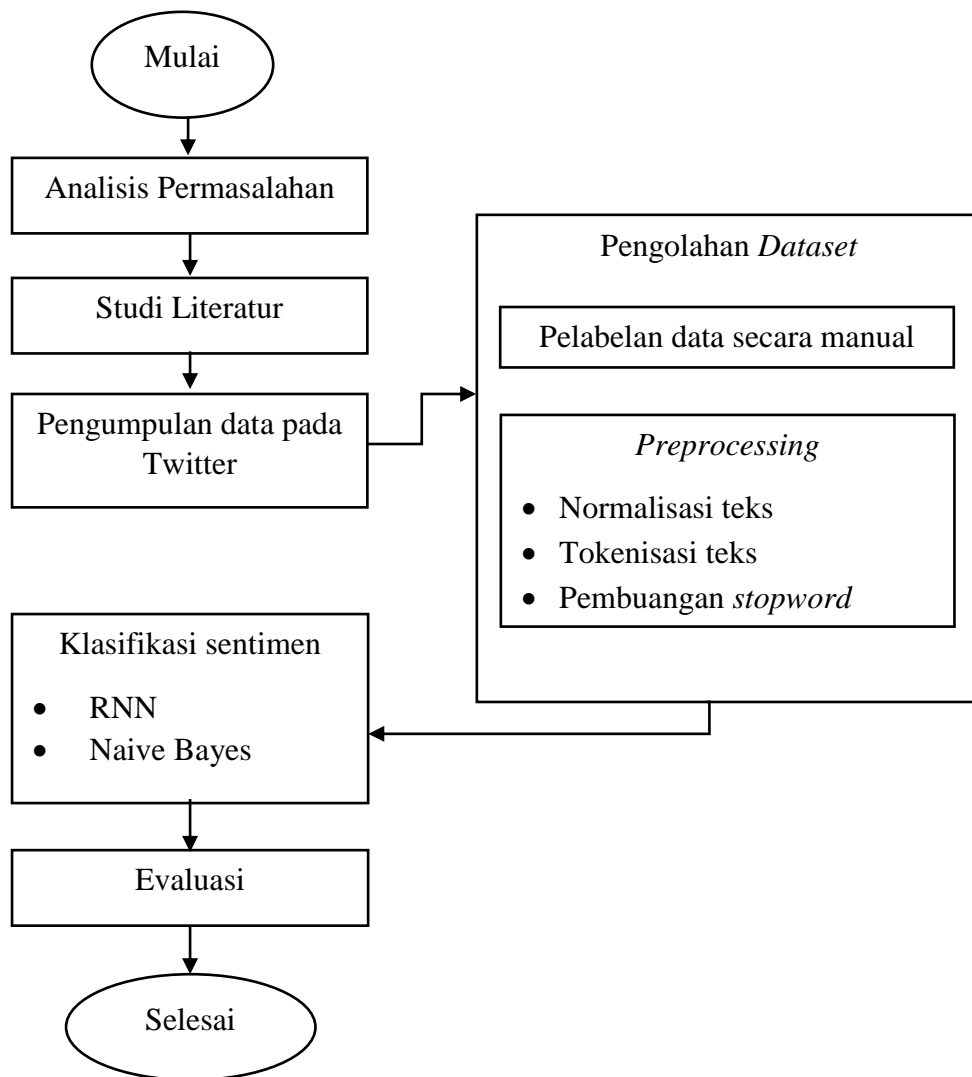 Mulai
Analisis Permasalahan
Studi Literatur
Pengumpulan data pada
Twitter
Pengolahan Dataset
Pelabelan data secara manual
Preprocessing
• Normalisasi teks
• Tokenisasi teks
• Pembuangan stopword
Klasifikasi sentimen
• RNN
• Naive Bayes
Evaluasi
Selesai